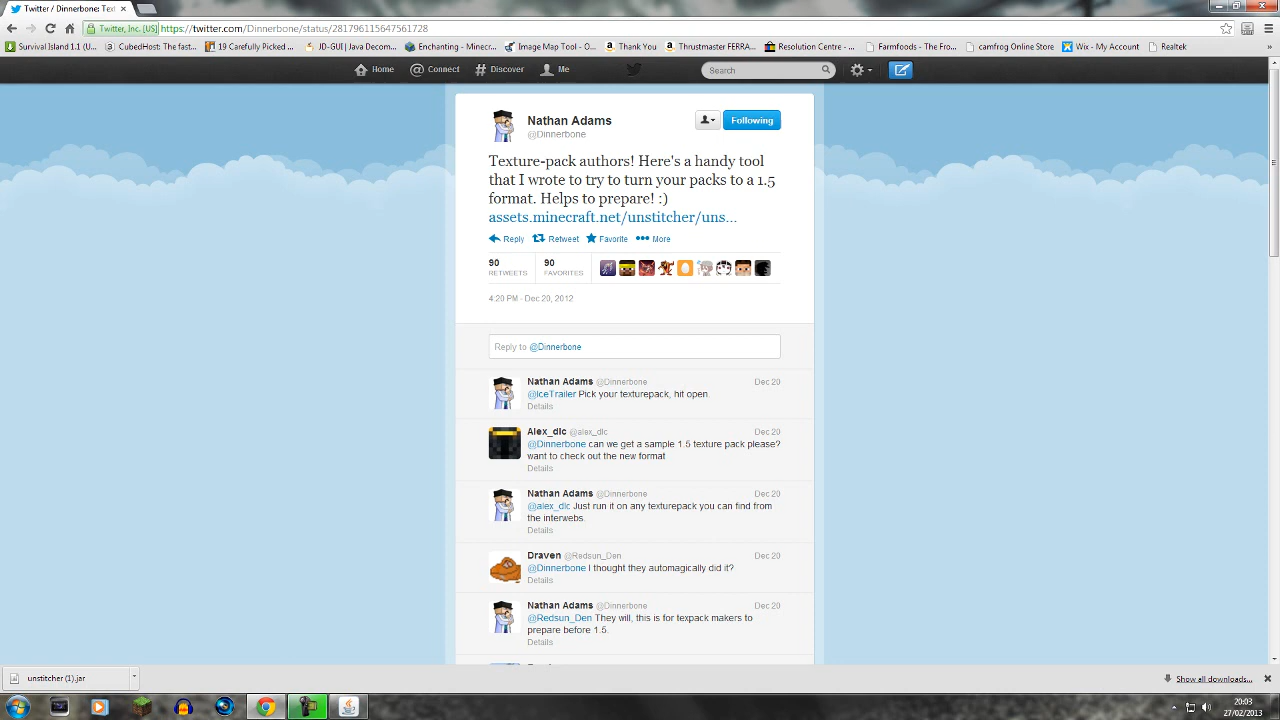 Twitter / Dinnerbone: Text
Twitter, Inc. [US] https://twitter.com/Dinnerbone/status/281796115647561728
Survival Island 1.1 (U... CubedHost: The fast... 19 Carefully Picked ... JD-GUI | Java Decom... Enchanting - Minecr... Image Map Tool - O... Thank You Thrustmaster FERRA... Resolution Centre - ... Farmfoods - The Fro... camfrog Online Store Wix - My Account Realtek
Home Connect Discover Me Search
Nathan Adams
@Dinnerbone
Following
Texture-pack authors! Here's a handy tool
that I wrote to try to turn your packs to a 1.5
format. Helps to prepare! :)
assets.minecraft.net/unstitcher/uns...
Reply Retweet Favorite More
90 90
RETWEETS FAVORITES
4:20 PM - Dec 20, 2012
Reply to @Dinnerbone
Nathan Adams @Dinnerbone Dec 20
@IceTrailer Pick your texturepack, hit open.
Details
Alex_dlc @alex_dlc Dec 20
@Dinnerbone can we get a sample 1.5 texture pack please?
want to check out the new format
Details
Nathan Adams @Dinnerbone Dec 20
@alex_dlc Just run it on any texturepack you can find from
the interwebs.
Details
Draven @Redsun_Den Dec 20
@Dinnerbone I thought they automagically did it?
Details
Nathan Adams @Dinnerbone Dec 20
@Redsun_Den They will, this is for texpack makers to
prepare before 1.5.
Details
unstitcher (1).jar
Show all downloads...
20:03
27/02/2013